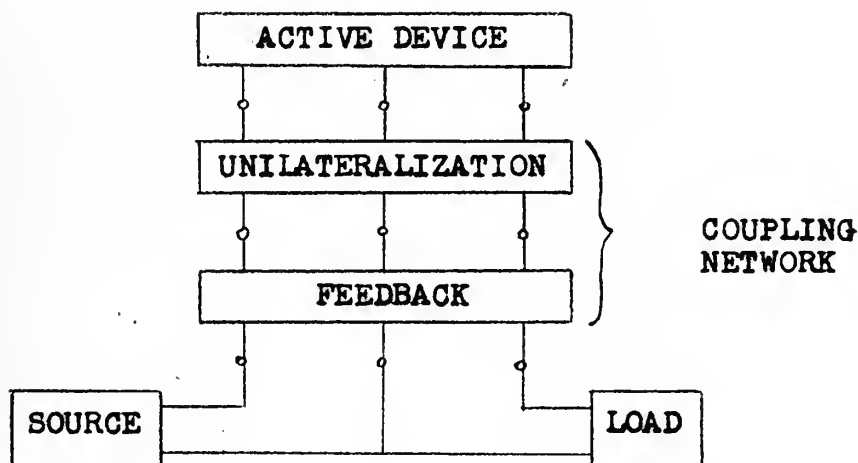 ACTIVE DEVICE
UNILATERALIZATION
COUPLING
NETWORK
FEEDBACK
SOURCE
LOAD